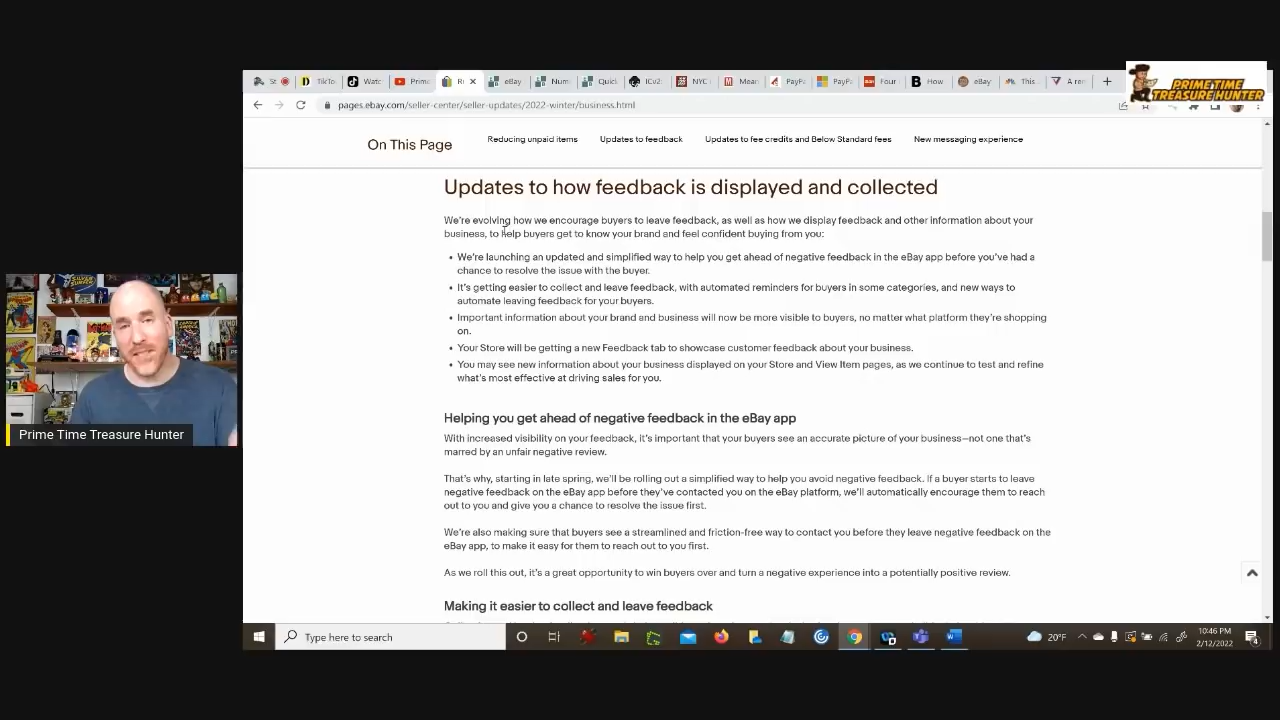 St
TikTo
Watc
Prime
R
eBay
Num
Quick
ICv2:
NYC
Mear
PayPa
PayPa
Four
How
eBay
This
A ren
PRIME TIME
TREASURE HUNTER
pages.ebay.com/seller-center/seller-updates/2022-winter/business.html
On This Page
Reducing unpaid items
Updates to feedback
Updates to fee credits and Below Standard fees
New messaging experience
Updates to how feedback is displayed and collected
We're evolving how we encourage buyers to leave feedback, as well as how we display feedback and other information about your
business, to help buyers get to know your brand and feel confident buying from you:
• We're launching an updated and simplified way to help you get ahead of negative feedback in the eBay app before you've had a
chance to resolve the issue with the buyer.
• It's getting easier to collect and leave feedback, with automated reminders for buyers in some categories, and new ways to
automate leaving feedback for your buyers.
• Important information about your brand and business will now be more visible to buyers, no matter what platform they're shopping
on.
• Your Store will be getting a new Feedback tab to showcase customer feedback about your business.
• You may see new information about your business displayed on your Store and View Item pages, as we continue to test and refine
what's most effective at driving sales for you.
Helping you get ahead of negative feedback in the eBay app
With increased visibility on your feedback, it's important that your buyers see an accurate picture of your business—not one that's
marred by an unfair negative review.
That's why, starting in late spring, we'll be rolling out a simplified way to help you avoid negative feedback. If a buyer starts to leave
negative feedback on the eBay app before they've contacted you on the eBay platform, we'll automatically encourage them to reach
out to you and give you a chance to resolve the issue first.
We're also making sure that buyers see a streamlined and friction-free way to contact you before they leave negative feedback on the
eBay app, to make it easy for them to reach out to you first.
As we roll this out, it's a great opportunity to win buyers over and turn a negative experience into a potentially positive review.
Making it easier to collect and leave feedback
Prime Time Treasure Hunter
Type here to search
20°F
10:46 PM
2/12/2022